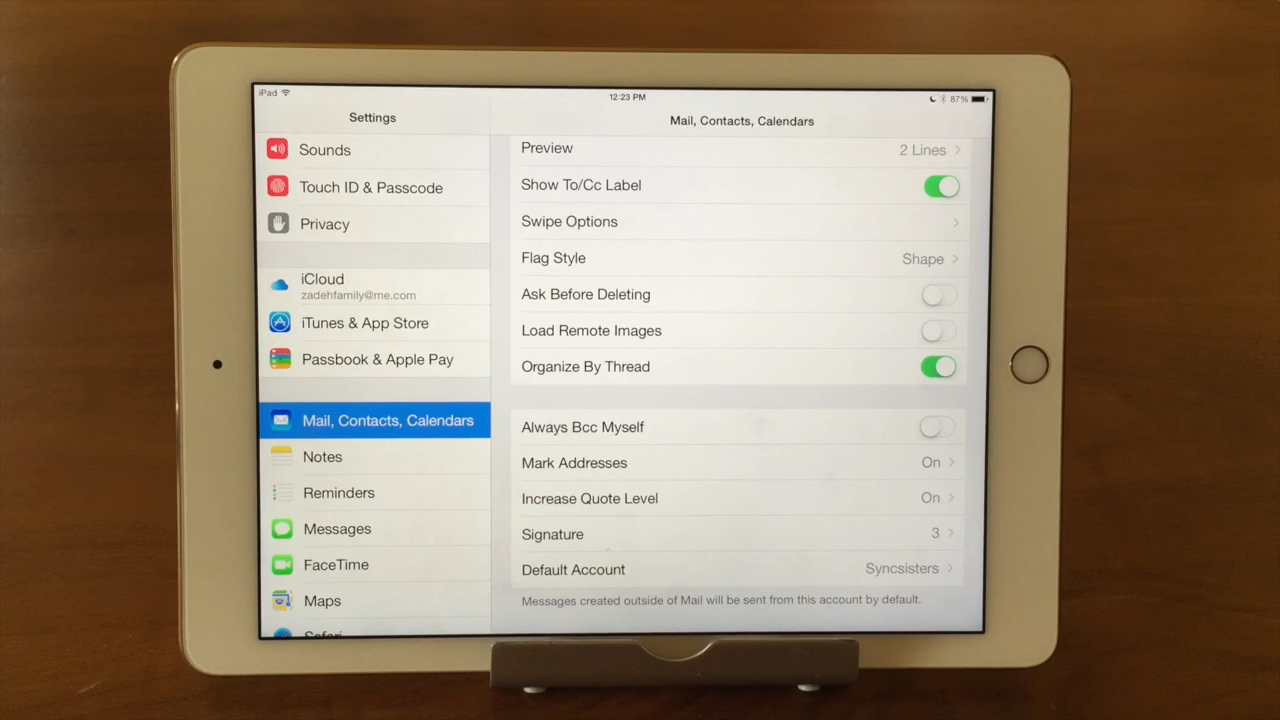 iPad
12:23 PM
87%
Settings
Mail, Contacts, Calendars
Sounds
Touch ID & Passcode
Privacy
iCloud
zadehfamily@me.com
iTunes & App Store
Passbook & Apple Pay
Mail, Contacts, Calendars
Notes
Reminders
Messages
FaceTime
Maps
Safari
Preview 2 Lines
Show To/Cc Label
Swipe Options
Flag Style Shape
Ask Before Deleting
Load Remote Images
Organize By Thread
Always Bcc Myself
Mark Addresses On
Increase Quote Level On
Signature 3
Default Account Syncsisters
Messages created outside of Mail will be sent from this account by default.